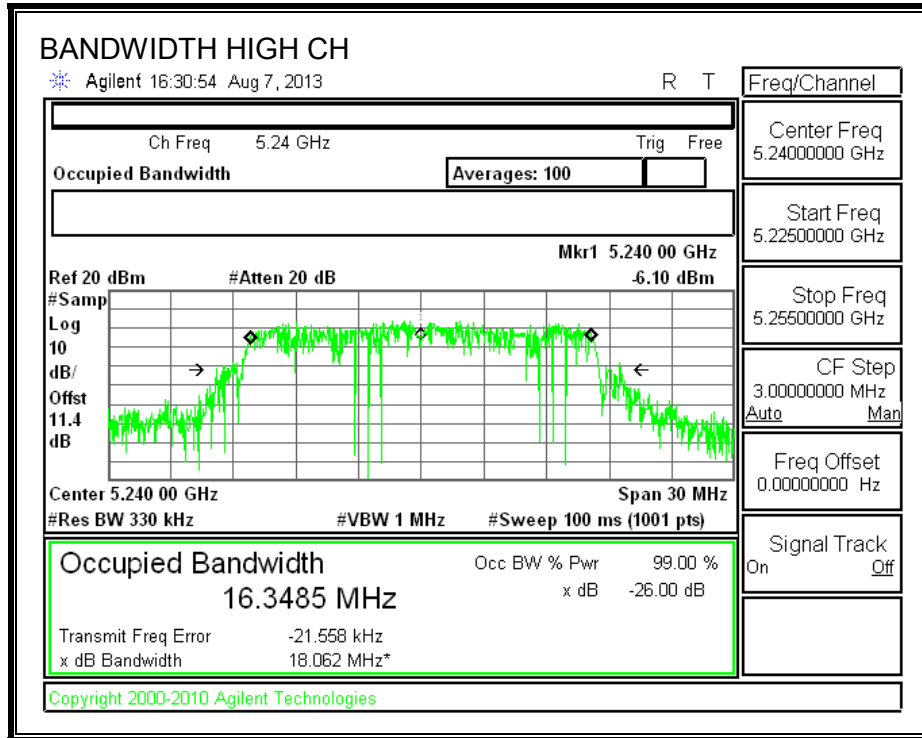 BANDWIDTH HIGH CH
Agilent 16:30:54 Aug 7, 2013 R T
Freq/Channel
Ch Freq 5.24 GHz Trig Free
Occupied Bandwidth Averages: 100
Mkr1 5.240 00 GHz
Ref 20 dBm #Atten 20 dB -6.10 dBm
#Samp
Log
10
dB/
Offst
11.4
dB
Center 5.240 00 GHz Span 30 MHz
#Res BW 330 kHz #VBW 1 MHz #Sweep 100 ms (1001 pts)
Occupied Bandwidth Occ BW % Pwr 99.00 %
16.3485 MHz x dB -26.00 dB
Transmit Freq Error -21.558 kHz
x dB Bandwidth 18.062 MHz*
Center Freq
5.24000000 GHz
Start Freq
5.22500000 GHz
Stop Freq
5.25500000 GHz
CF Step
3.00000000 MHz
Auto Man
Freq Offset
0.00000000 Hz
Signal Track
On Off
Copyright 2000-2010 Agilent Technologies